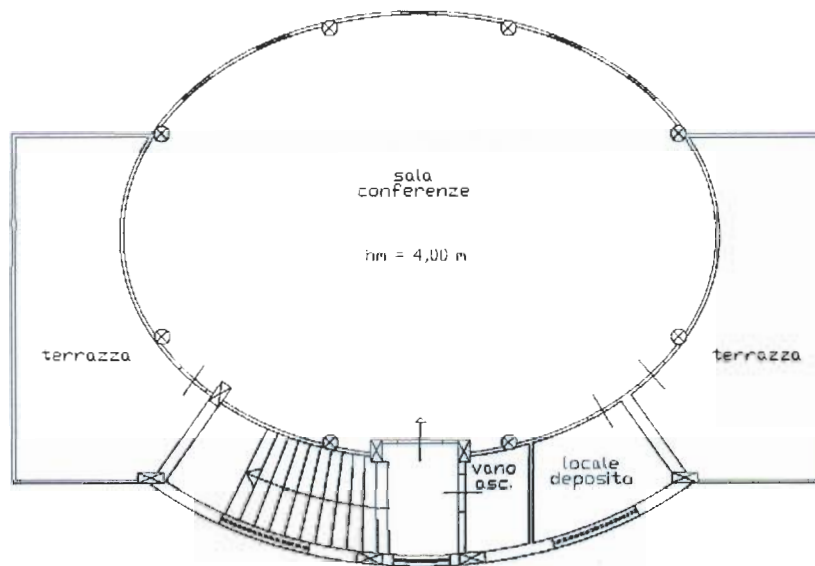 sala
conferenze
hm = 4,00 m
terrazza
terrazza
vano
asc.
locale
deposito